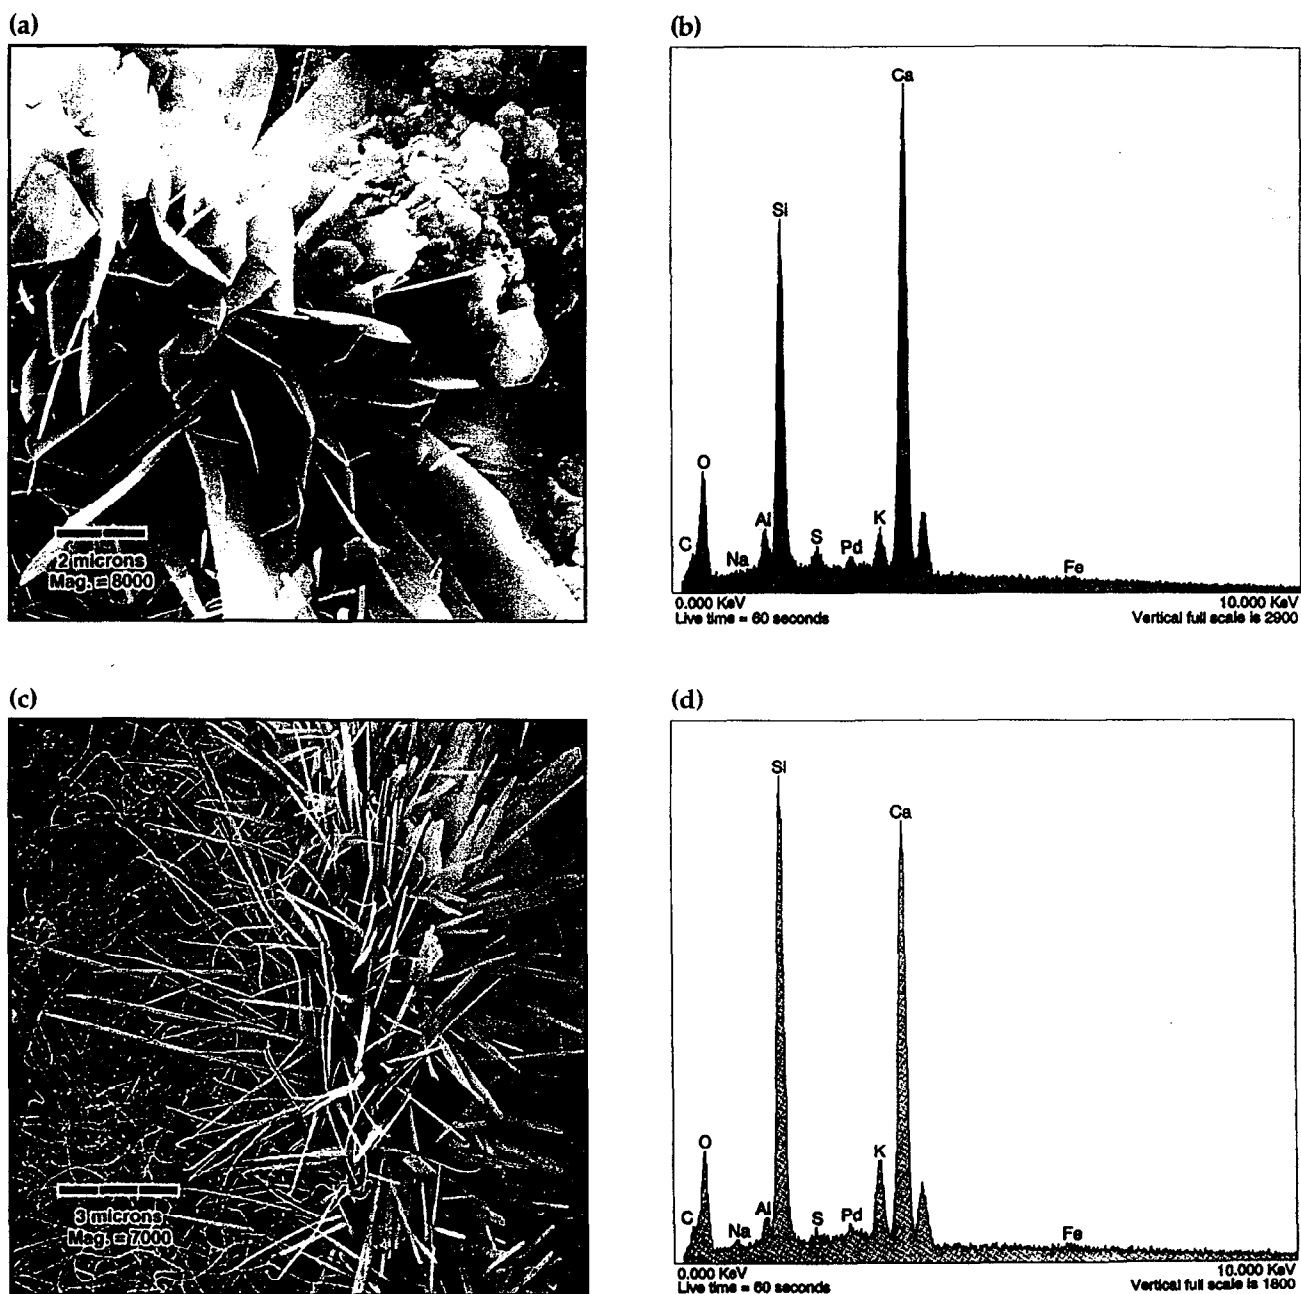 (a)
2 microns
Mag. = 8000
(b)
Ca
Si
O
Al
K
C
Na
S
Pd
Fe
0.000 KeV
10.000 KeV
Live time = 60 seconds
Vertical full scale is 2900
(c)
3 microns
Mag. = 7000
(d)
Si
Ca
O
K
C
Na
Al
S
Pd
Fe
0.000 KeV
10.000 KeV
Live time = 60 seconds
Vertical full scale is 1800